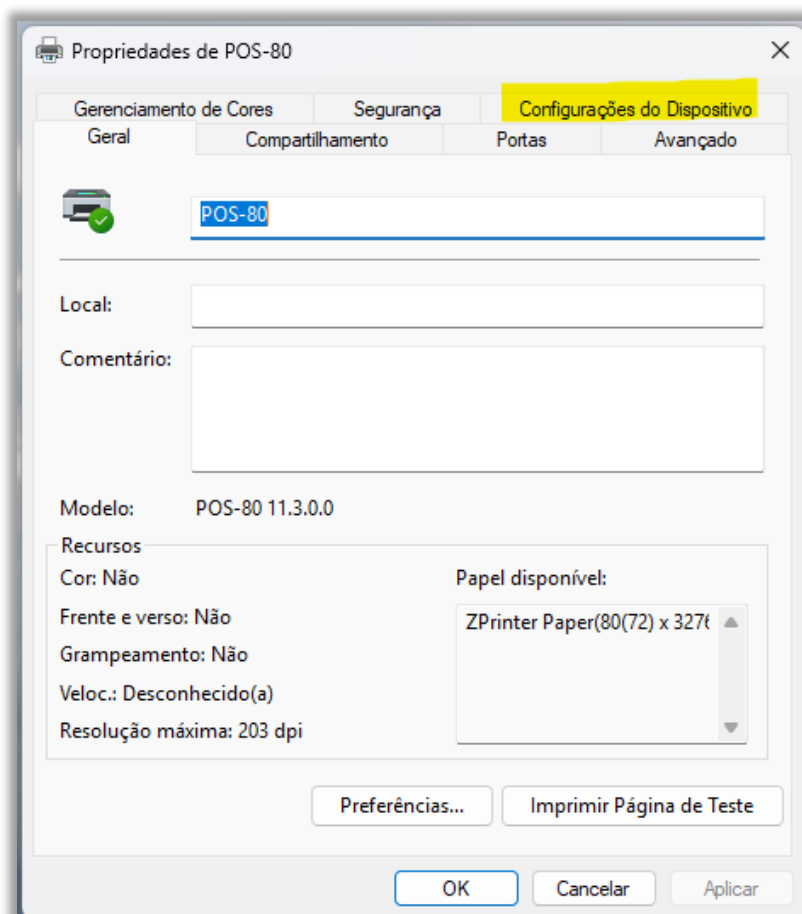 Propriedades de POS-80
Gerenciamento de Cores Segurança Configurações do Dispositivo
Geral Compartilhamento Portas Avançado
POS-80
Local:
Comentário:
Modelo: POS-80 11.3.0.0
Recursos
Cor: Não Papel disponível:
Frente e verso: Não ZPrinter Paper(80(72) x 3276
Grampeamento: Não
Veloc.: Desconhecido(a)
Resolução máxima: 203 dpi
Preferências... Imprimir Página de Teste
OK Cancelar Aplicar